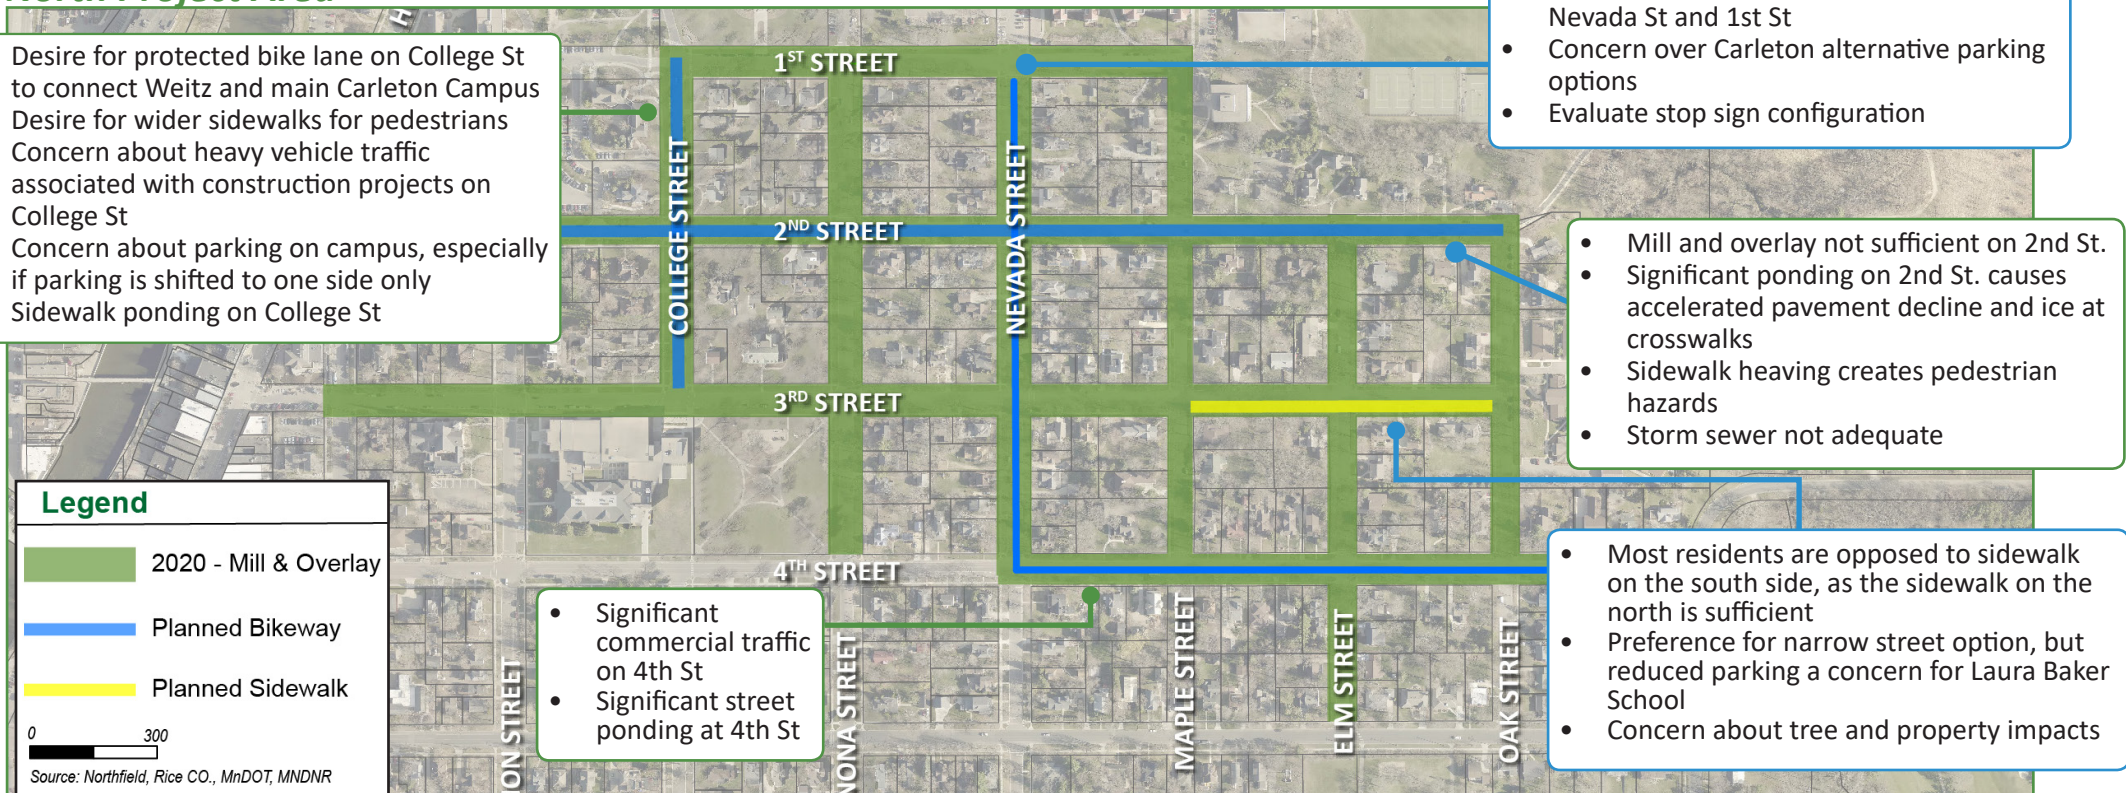 North Project Area
Desire for protected bike lane on College St
to connect Weitz and main Carleton Campus
Desire for wider sidewalks for pedestrians
Concern about heavy vehicle traffic
associated with construction projects on
College St
Concern about parking on campus, especially
if parking is shifted to one side only
Sidewalk ponding on College St
Nevada St and 1st St
• Concern over Carleton alternative parking
options
• Evaluate stop sign configuration
1ST STREET
COLLEGE STREET
NEVADA STREET
2ND STREET
• Mill and overlay not sufficient on 2nd St.
• Significant ponding on 2nd St. causes
accelerated pavement decline and ice at
crosswalks
• Sidewalk heaving creates pedestrian
hazards
• Storm sewer not adequate
3RD STREET
4TH STREET
Legend
2020 - Mill & Overlay
Planned Bikeway
Planned Sidewalk
0 300
Source: Northfield, Rice CO., MnDOT, MNDNR
• Significant
commercial traffic
on 4th St
• Significant street
ponding at 4th St
• Most residents are opposed to sidewalk
on the south side, as the sidewalk on the
north is sufficient
• Preference for narrow street option, but
reduced parking a concern for Laura Baker
School
• Concern about tree and property impacts
ION STREET
NONA STREET
MAPLE STREET
ELM STREET
OAK STREET
H